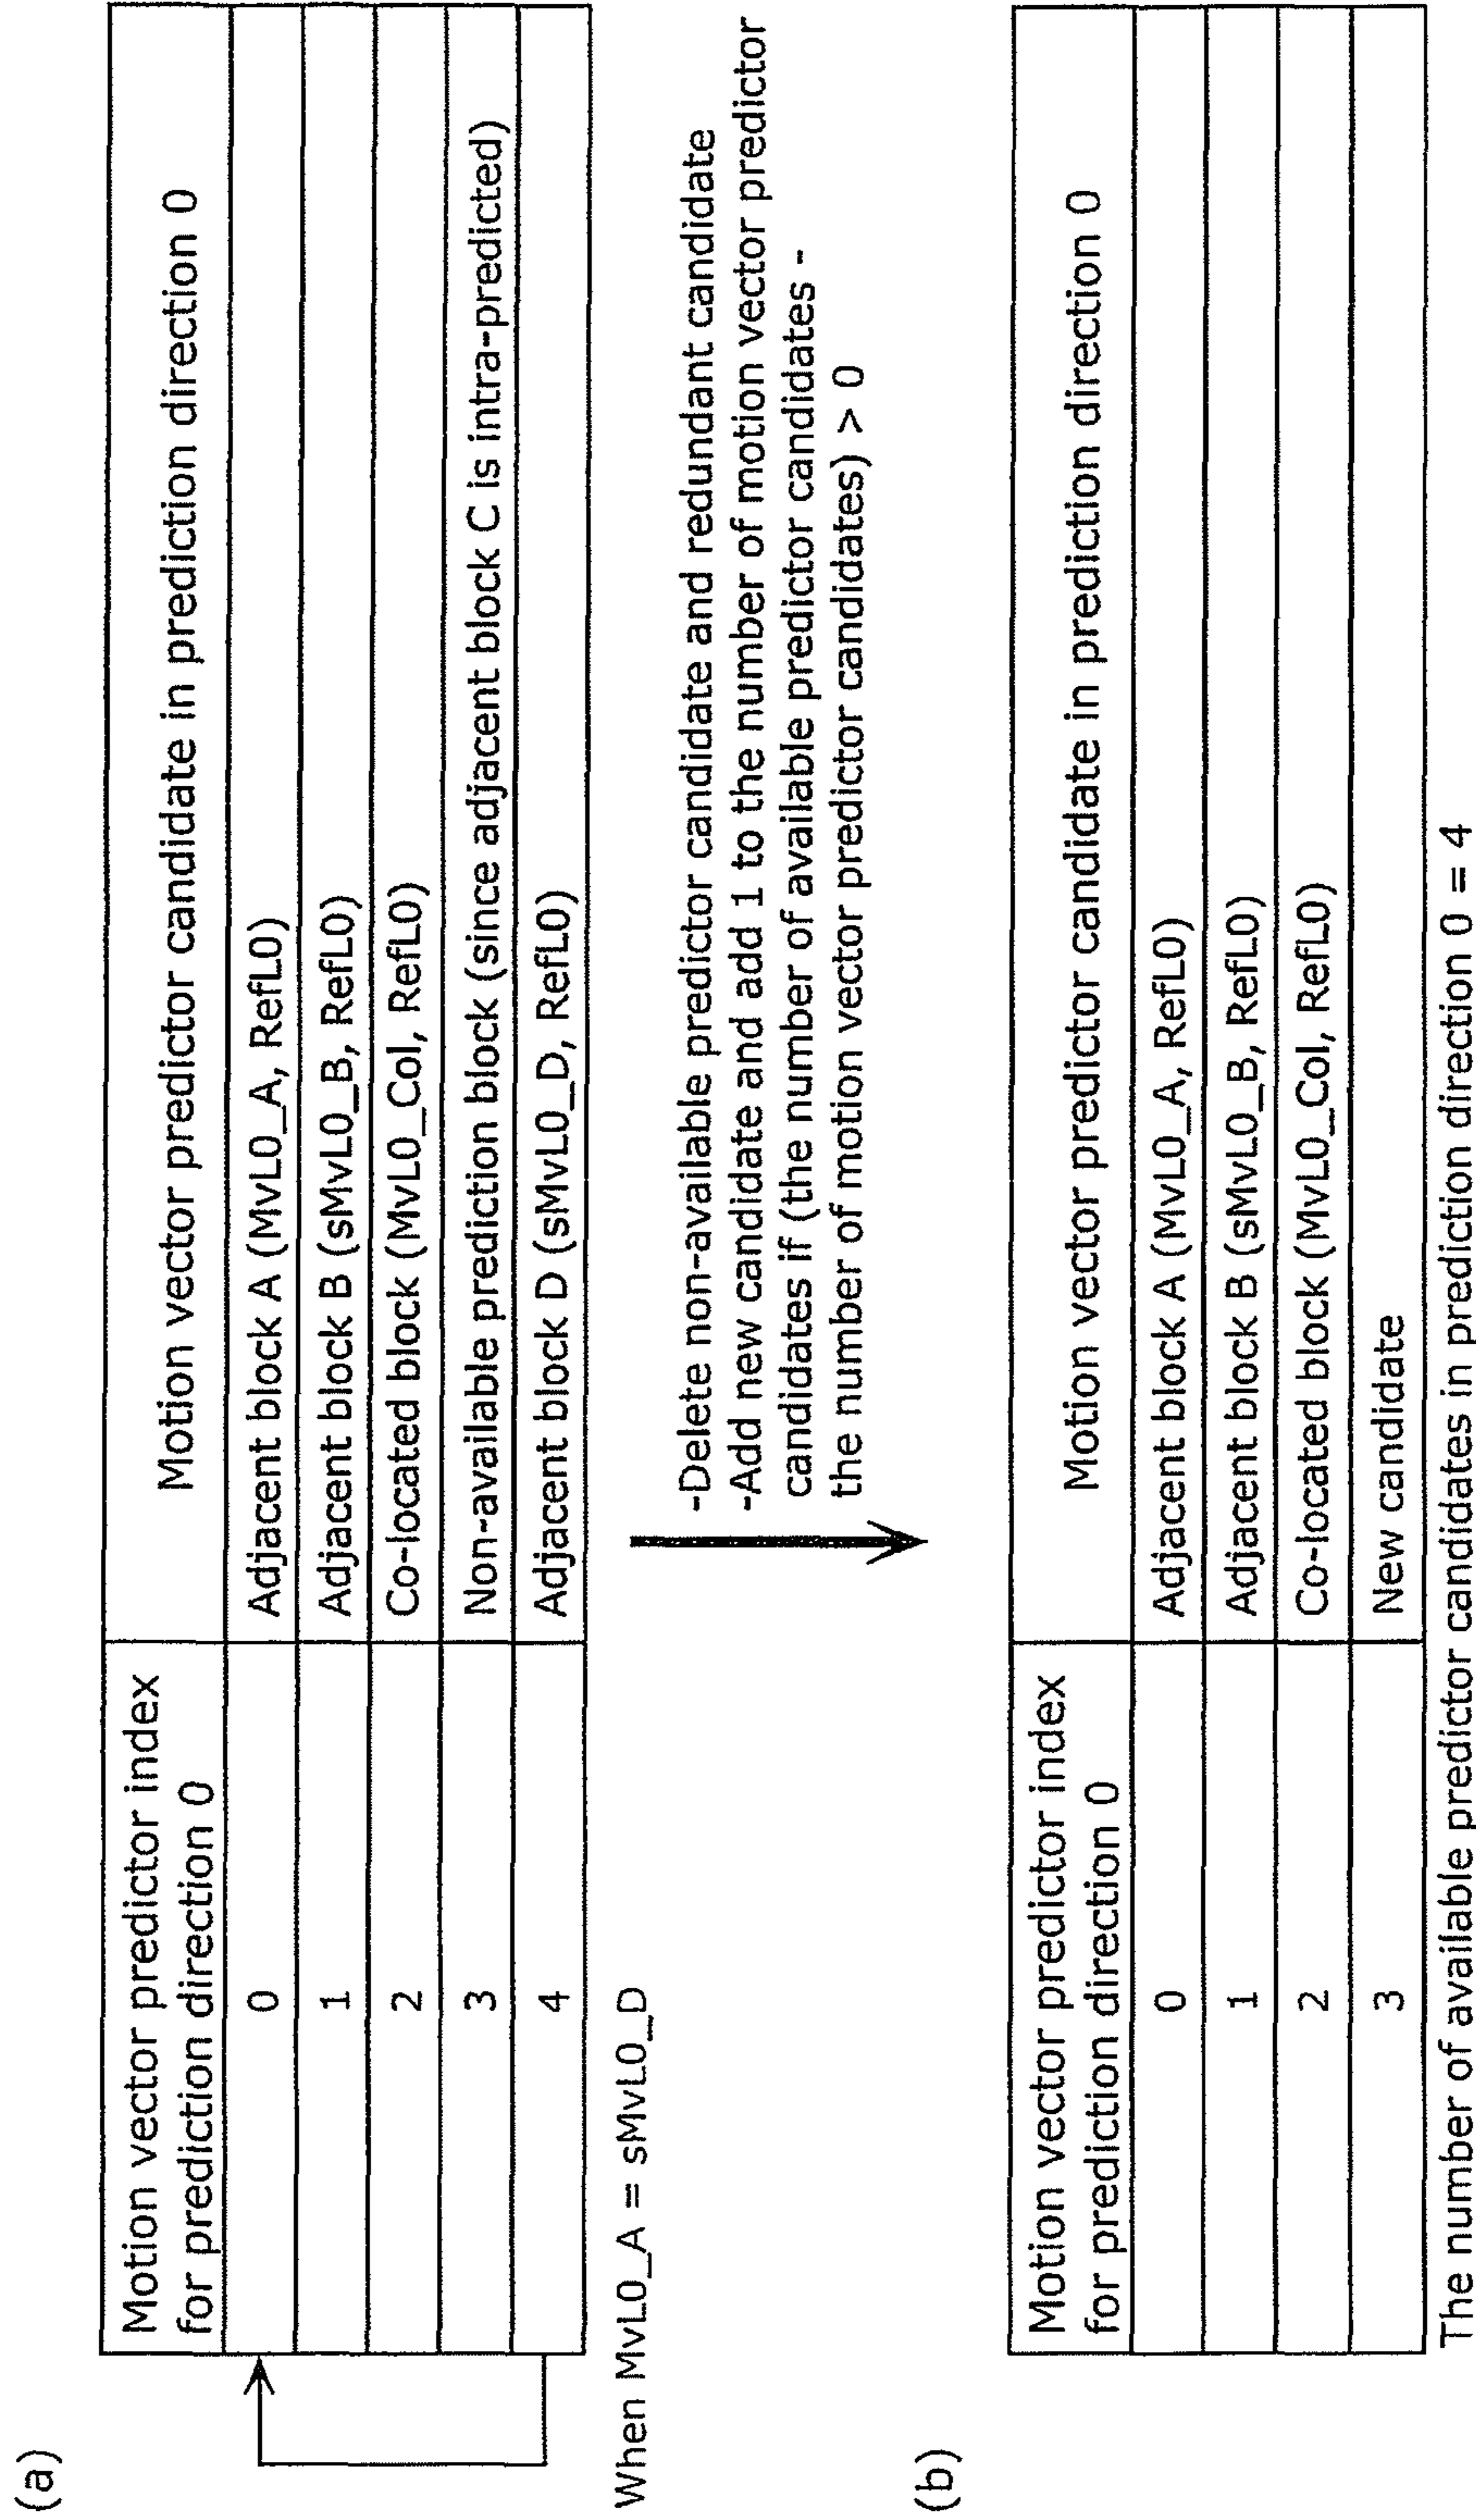 (a)
Motion vector predictor index
for prediction direction 0
Motion vector predictor candidate in prediction direction 0
0
Adjacent block A (MvL0_A, RefL0)
1
Adjacent block B (sMvL0_B, RefL0)
2
Co-located block (MvL0_Col, RefL0)
3
Non-available prediction block (since adjacent block C is intra-predicted)
4
Adjacent block D (sMvL0_D, RefL0)
When MvL0_A = sMvL0_D
-Delete non-available predictor candidate and redundant candidate
-Add new candidate and add 1 to the number of motion vector predictor
candidates if (the number of available predictor candidates -
the number of motion vector predictor candidates) > 0
(b)
Motion vector predictor index
for prediction direction 0
Motion vector predictor candidate in prediction direction 0
0
Adjacent block A (MvL0_A, RefL0)
1
Adjacent block B (sMvL0_B, RefL0)
2
Co-located block (MvL0_Col, RefL0)
3
New candidate
The number of available predictor candidates in prediction direction 0 = 4